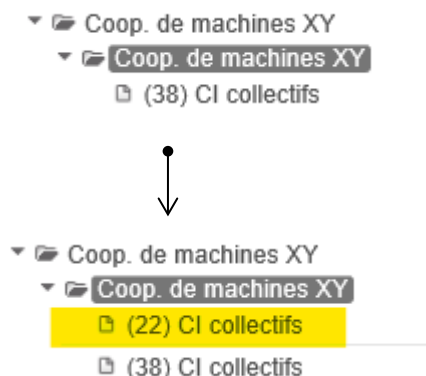 Coop. de machines XY
Coop. de machines XY
(38) CI collectifs
Coop. de machines XY
Coop. de machines XY
(22) CI collectifs
(38) CI collectifs